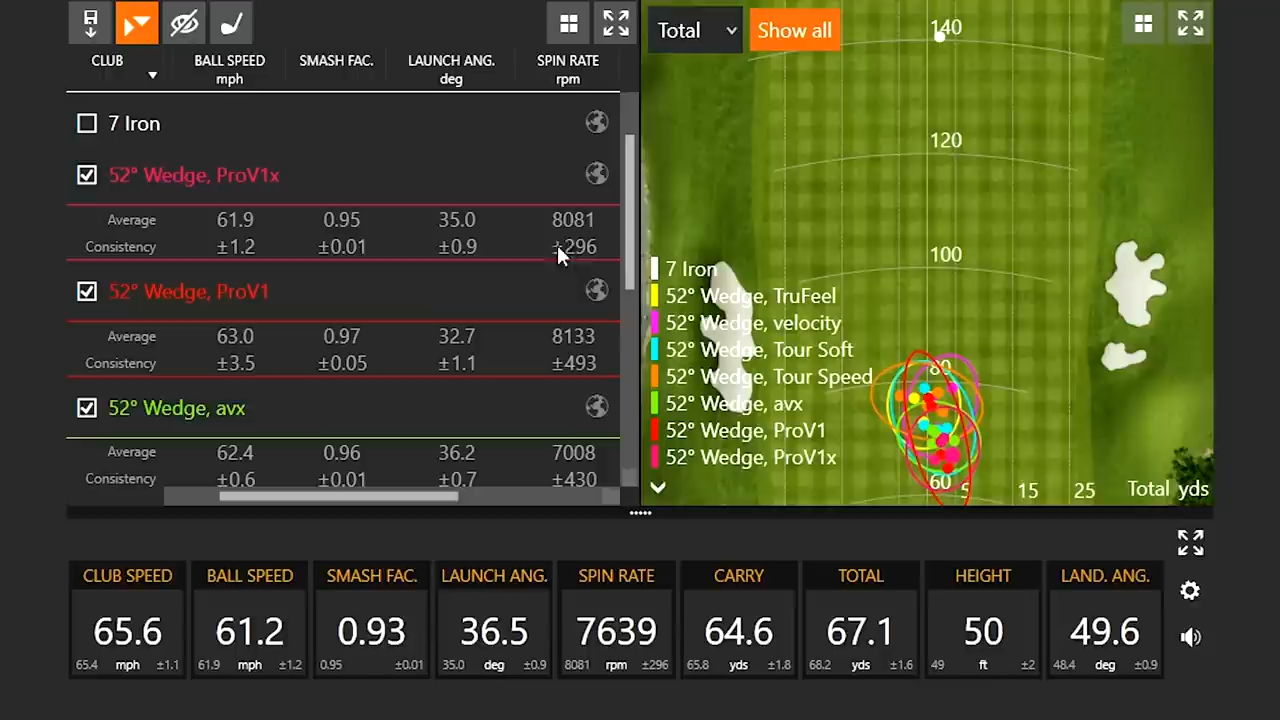 CLUB
BALL SPEED
mph
SMASH FAC.
LAUNCH ANG.
deg
SPIN RATE
rpm
7 Iron
52° Wedge, ProV1x
Average 61.9 0.95 35.0 8081
Consistency ±1.2 ±0.01 ±0.9 ±296
52° Wedge, ProV1
Average 63.0 0.97 32.7 8133
Consistency ±3.5 ±0.05 ±1.1 ±493
52° Wedge, avx
Average 62.4 0.96 36.2 7008
Consistency ±0.6 ±0.01 ±0.7 ±430
Total
Show all
140
120
100
80
60
5 15 25 Total yds
7 Iron
52° Wedge, TruFeel
52° Wedge, velocity
52° Wedge, Tour Soft
52° Wedge, Tour Speed
52° Wedge, avx
52° Wedge, ProV1
52° Wedge, ProV1x
CLUB SPEED
65.6
65.4 mph ±1.1
BALL SPEED
61.2
61.9 mph ±1.2
SMASH FAC.
0.93
0.95 ±0.01
LAUNCH ANG.
36.5
35.0 deg ±0.9
SPIN RATE
7639
8081 rpm ±296
CARRY
64.6
65.8 yds ±1.8
TOTAL
67.1
68.2 yds ±1.6
HEIGHT
50
49 ft ±2
LAND. ANG.
49.6
48.4 deg ±0.9